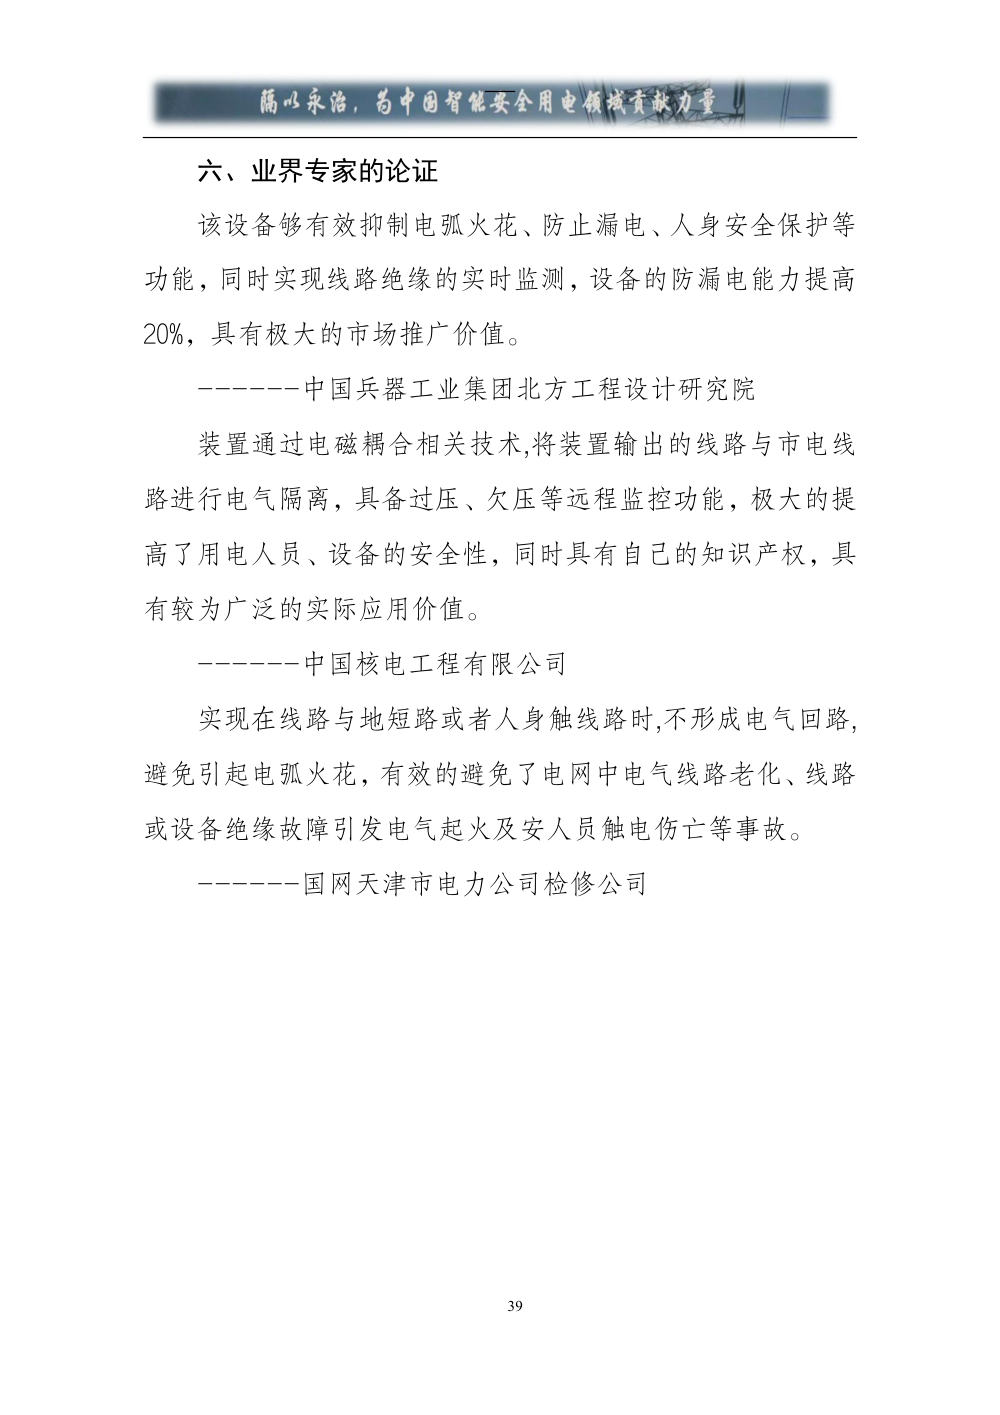 隔以永治，为中国智能安全用电领域贡献力量
六、业界专家的论证
该设备够有效抑制电弧火花、防止漏电、人身安全保护等
功能，同时实现线路绝缘的实时监测，设备的防漏电能力提高
20%，具有极大的市场推广价值。
------中国兵器工业集团北方工程设计研究院
装置通过电磁耦合相关技术,将装置输出的线路与市电线
路进行电气隔离，具备过压、欠压等远程监控功能，极大的提
高了用电人员、设备的安全性，同时具有自己的知识产权，具
有较为广泛的实际应用价值。
------中国核电工程有限公司
实现在线路与地短路或者人身触线路时,不形成电气回路,
避免引起电弧火花，有效的避免了电网中电气线路老化、线路
或设备绝缘故障引发电气起火及安人员触电伤亡等事故。
------国网天津市电力公司检修公司
39